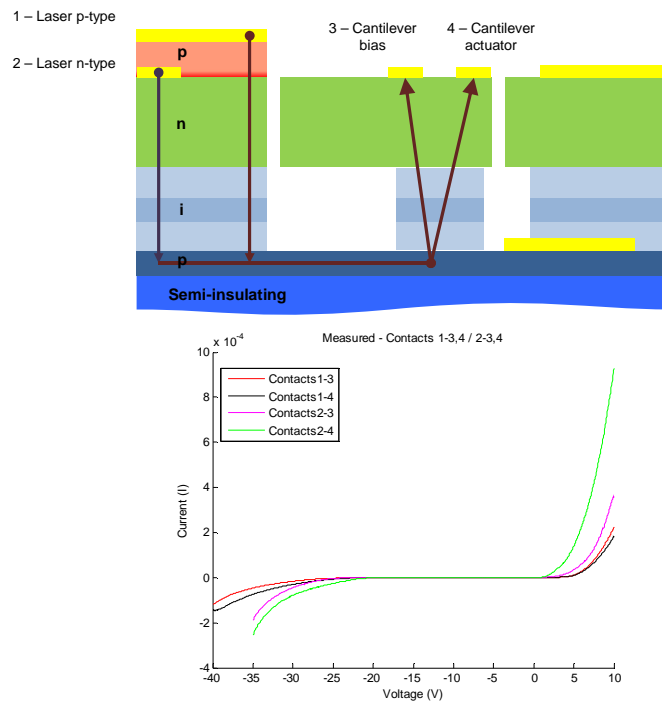 1 – Laser p-type
3 – Cantilever bias
4 – Cantilever actuator
2 – Laser n-type
p
n
i
p
Semi-insulating
Measured - Contacts 1-3,4 / 2-3,4
x 10-4
10
8
6
4
2
0
-2
-4
Contacts1-3
Contacts1-4
Contacts2-3
Contacts2-4
Current (I)
-40 -35 -30 -25 -20 -15 -10 -5 0 5 10
Voltage (V)